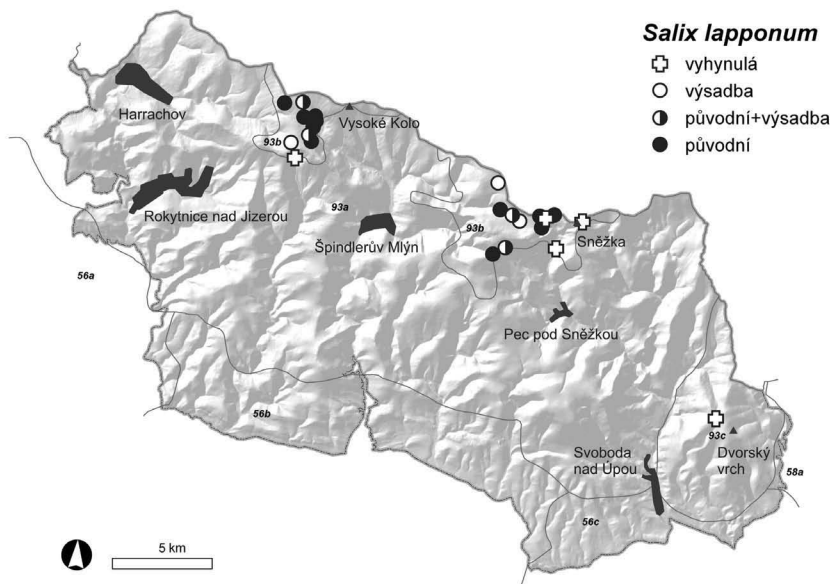 Salix lapponum
vyhynulá
výsadba
původní+výsadba
původní
Harrachov
Vysoké Kolo
93b
Rokytnice nad Jizerou
93a
Špindlerův Mlýn
93b
Sněžka
56a
Pec pod Sněžkou
56b
93c
Svoboda
nad Úpou
Dvorský
vrch
58a
56c
5 km